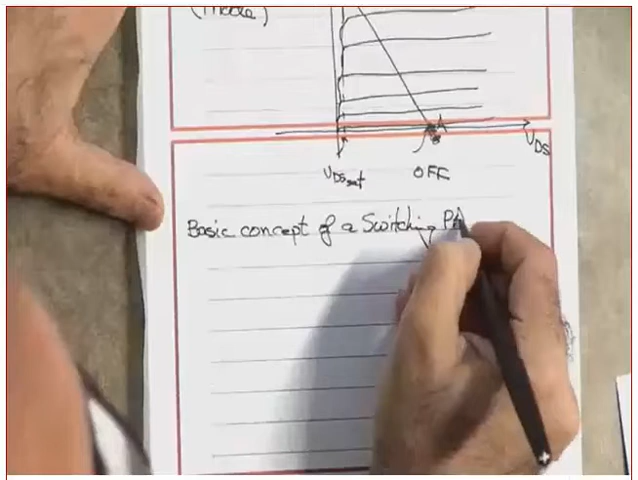 (Mode)
A
VDS
VDSsat OFF
Basic concept of a Switching PA